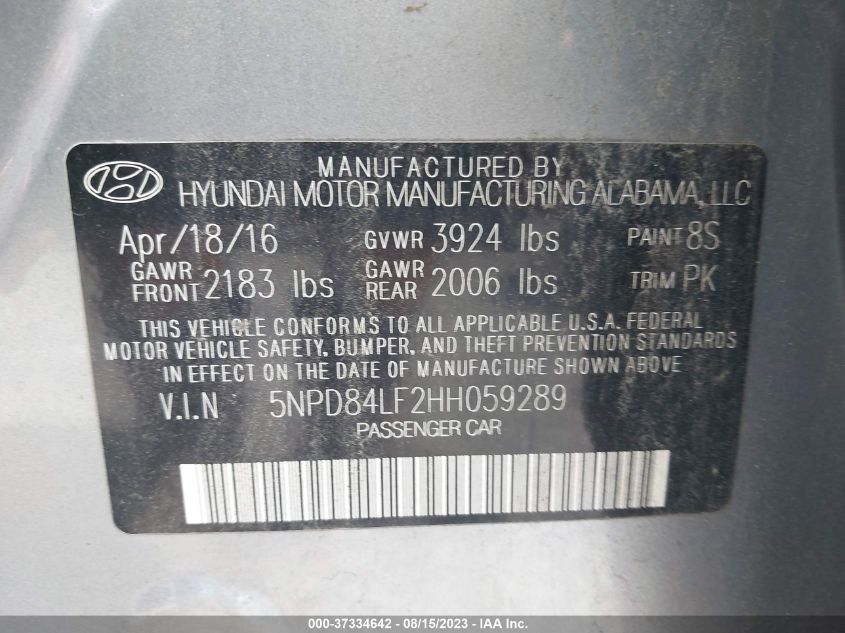 MANUFACTURED BY
HYUNDAI MOTOR MANUFACTURING ALABAMA, LLC
Apr/18/16 GVWR 3924 lbs PAINT 8S
GAWR FRONT 2183 lbs GAWR REAR 2006 lbs TRIM PK
THIS VEHICLE CONFORMS TO ALL APPLICABLE U.S.A. FEDERAL
MOTOR VEHICLE SAFETY, BUMPER, AND THEFT PREVENTION STANDARDS
IN EFFECT ON THE DATE OF MANUFACTURE SHOWN ABOVE
V.I.N 5NPD84LF2HH059289
PASSENGER CAR
000-37334642 - 08/15/2023 - IAA Inc.